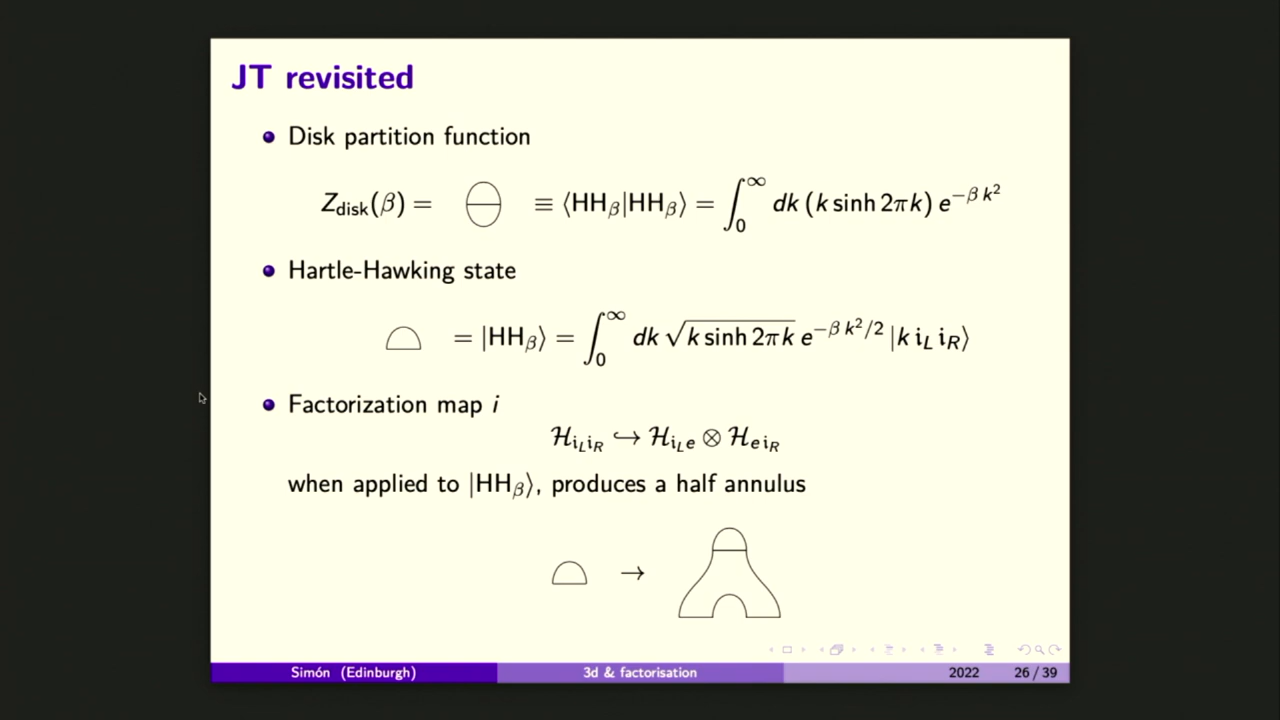 JT revisited
Disk partition function
Z_disk(β) = ≡ ⟨HH_β|HH_β⟩ = ∫_0^∞ dk (k sinh 2πk) e^{−β k^2}
Hartle-Hawking state
= |HH_β⟩ = ∫_0^∞ dk √(k sinh 2πk) e^{−β k^2/2} |k i_L i_R⟩
Factorization map i
ℋ_{i_L i_R} ↪ ℋ_{i_L e} ⊗ ℋ_{e i_R}
when applied to |HH_β⟩, produces a half annulus
→
Simón (Edinburgh) 3d & factorisation 2022 26 / 39